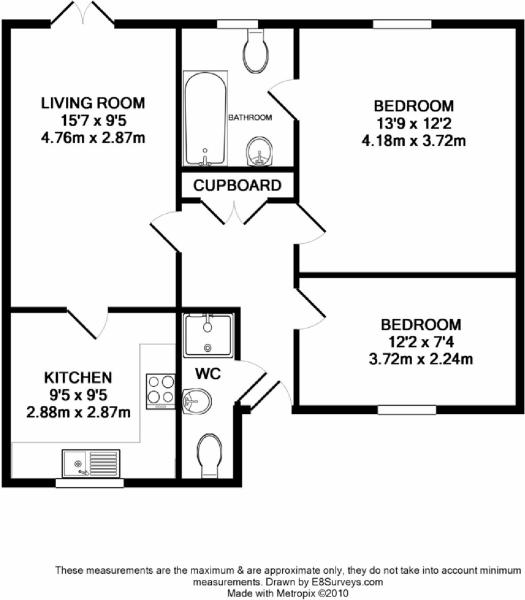 LIVING ROOM
15'7 x 9'5
4.76m x 2.87m
BATHROOM
BEDROOM
13'9 x 12'2
4.18m x 3.72m
CUPBOARD
BEDROOM
12'2 x 7'4
3.72m x 2.24m
KITCHEN
9'5 x 9'5
2.88m x 2.87m
WC
These measurements are the maximum & are approximate only, they do not take into account minimum
measurements. Drawn by E8Surveys.com
Made with Metropix ©2010